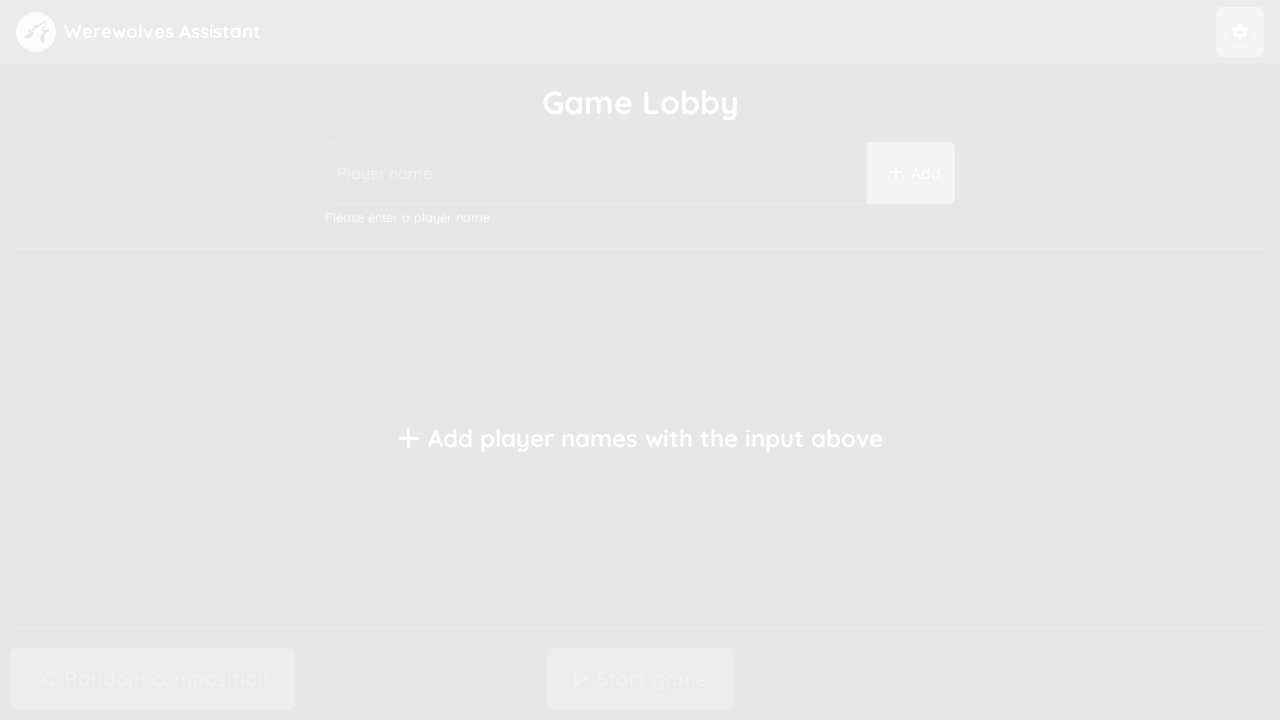 Werewolves Assistant
Game Lobby
Player name
Add
Please enter a player name
Add player names with the input above
Random composition
Start game